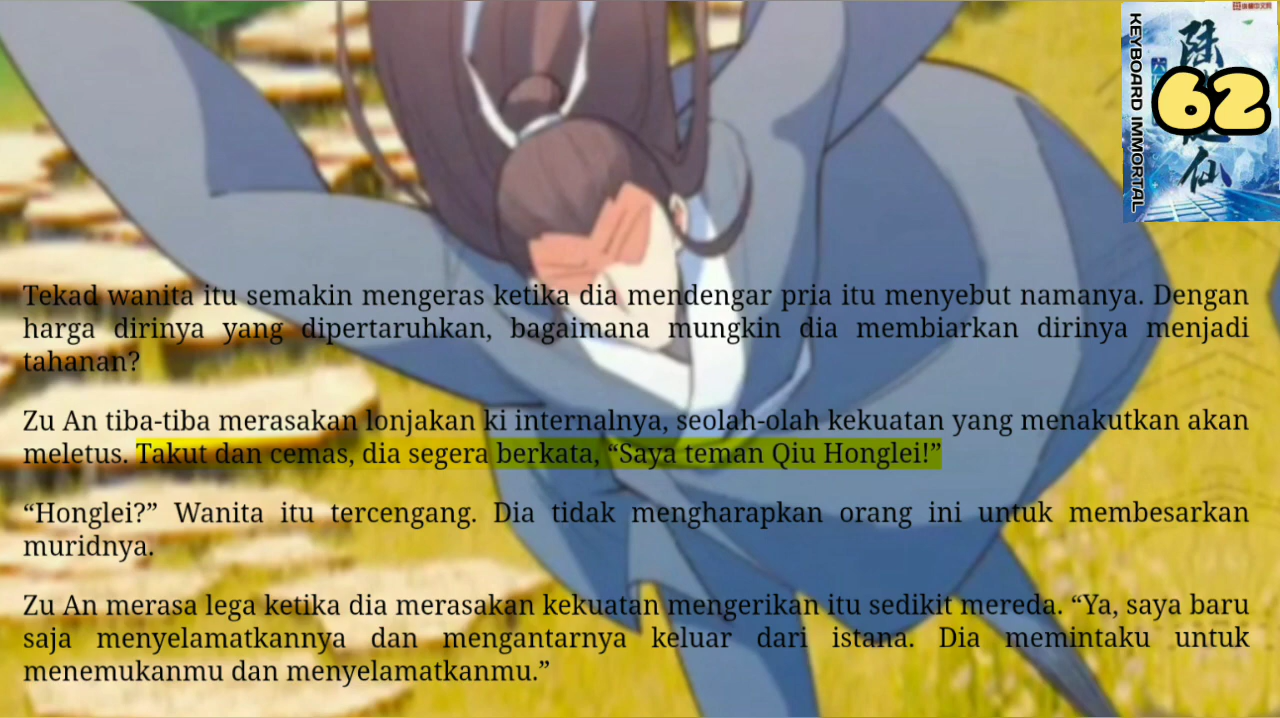 Tekad wanita itu semakin mengeras ketika dia mendengar pria itu menyebut namanya. Dengan
harga dirinya yang dipertaruhkan, bagaimana mungkin dia membiarkan dirinya menjadi
tahanan?
Zu An tiba-tiba merasakan lonjakan ki internalnya, seolah-olah kekuatan yang menakutkan akan
meletus. Takut dan cemas, dia segera berkata, “Saya teman Qiu Honglei!”
“Honglei?” Wanita itu tercengang. Dia tidak mengharapkan orang ini untuk membesarkan
muridnya.
Zu An merasa lega ketika dia merasakan kekuatan mengerikan itu sedikit mereda. “Ya, saya baru
saja menyelamatkannya dan mengantarnya keluar dari istana. Dia memintaku untuk
menemukanmu dan menyelamatkanmu.”
KEYBOARD IMMORTAL
陆
仙
62